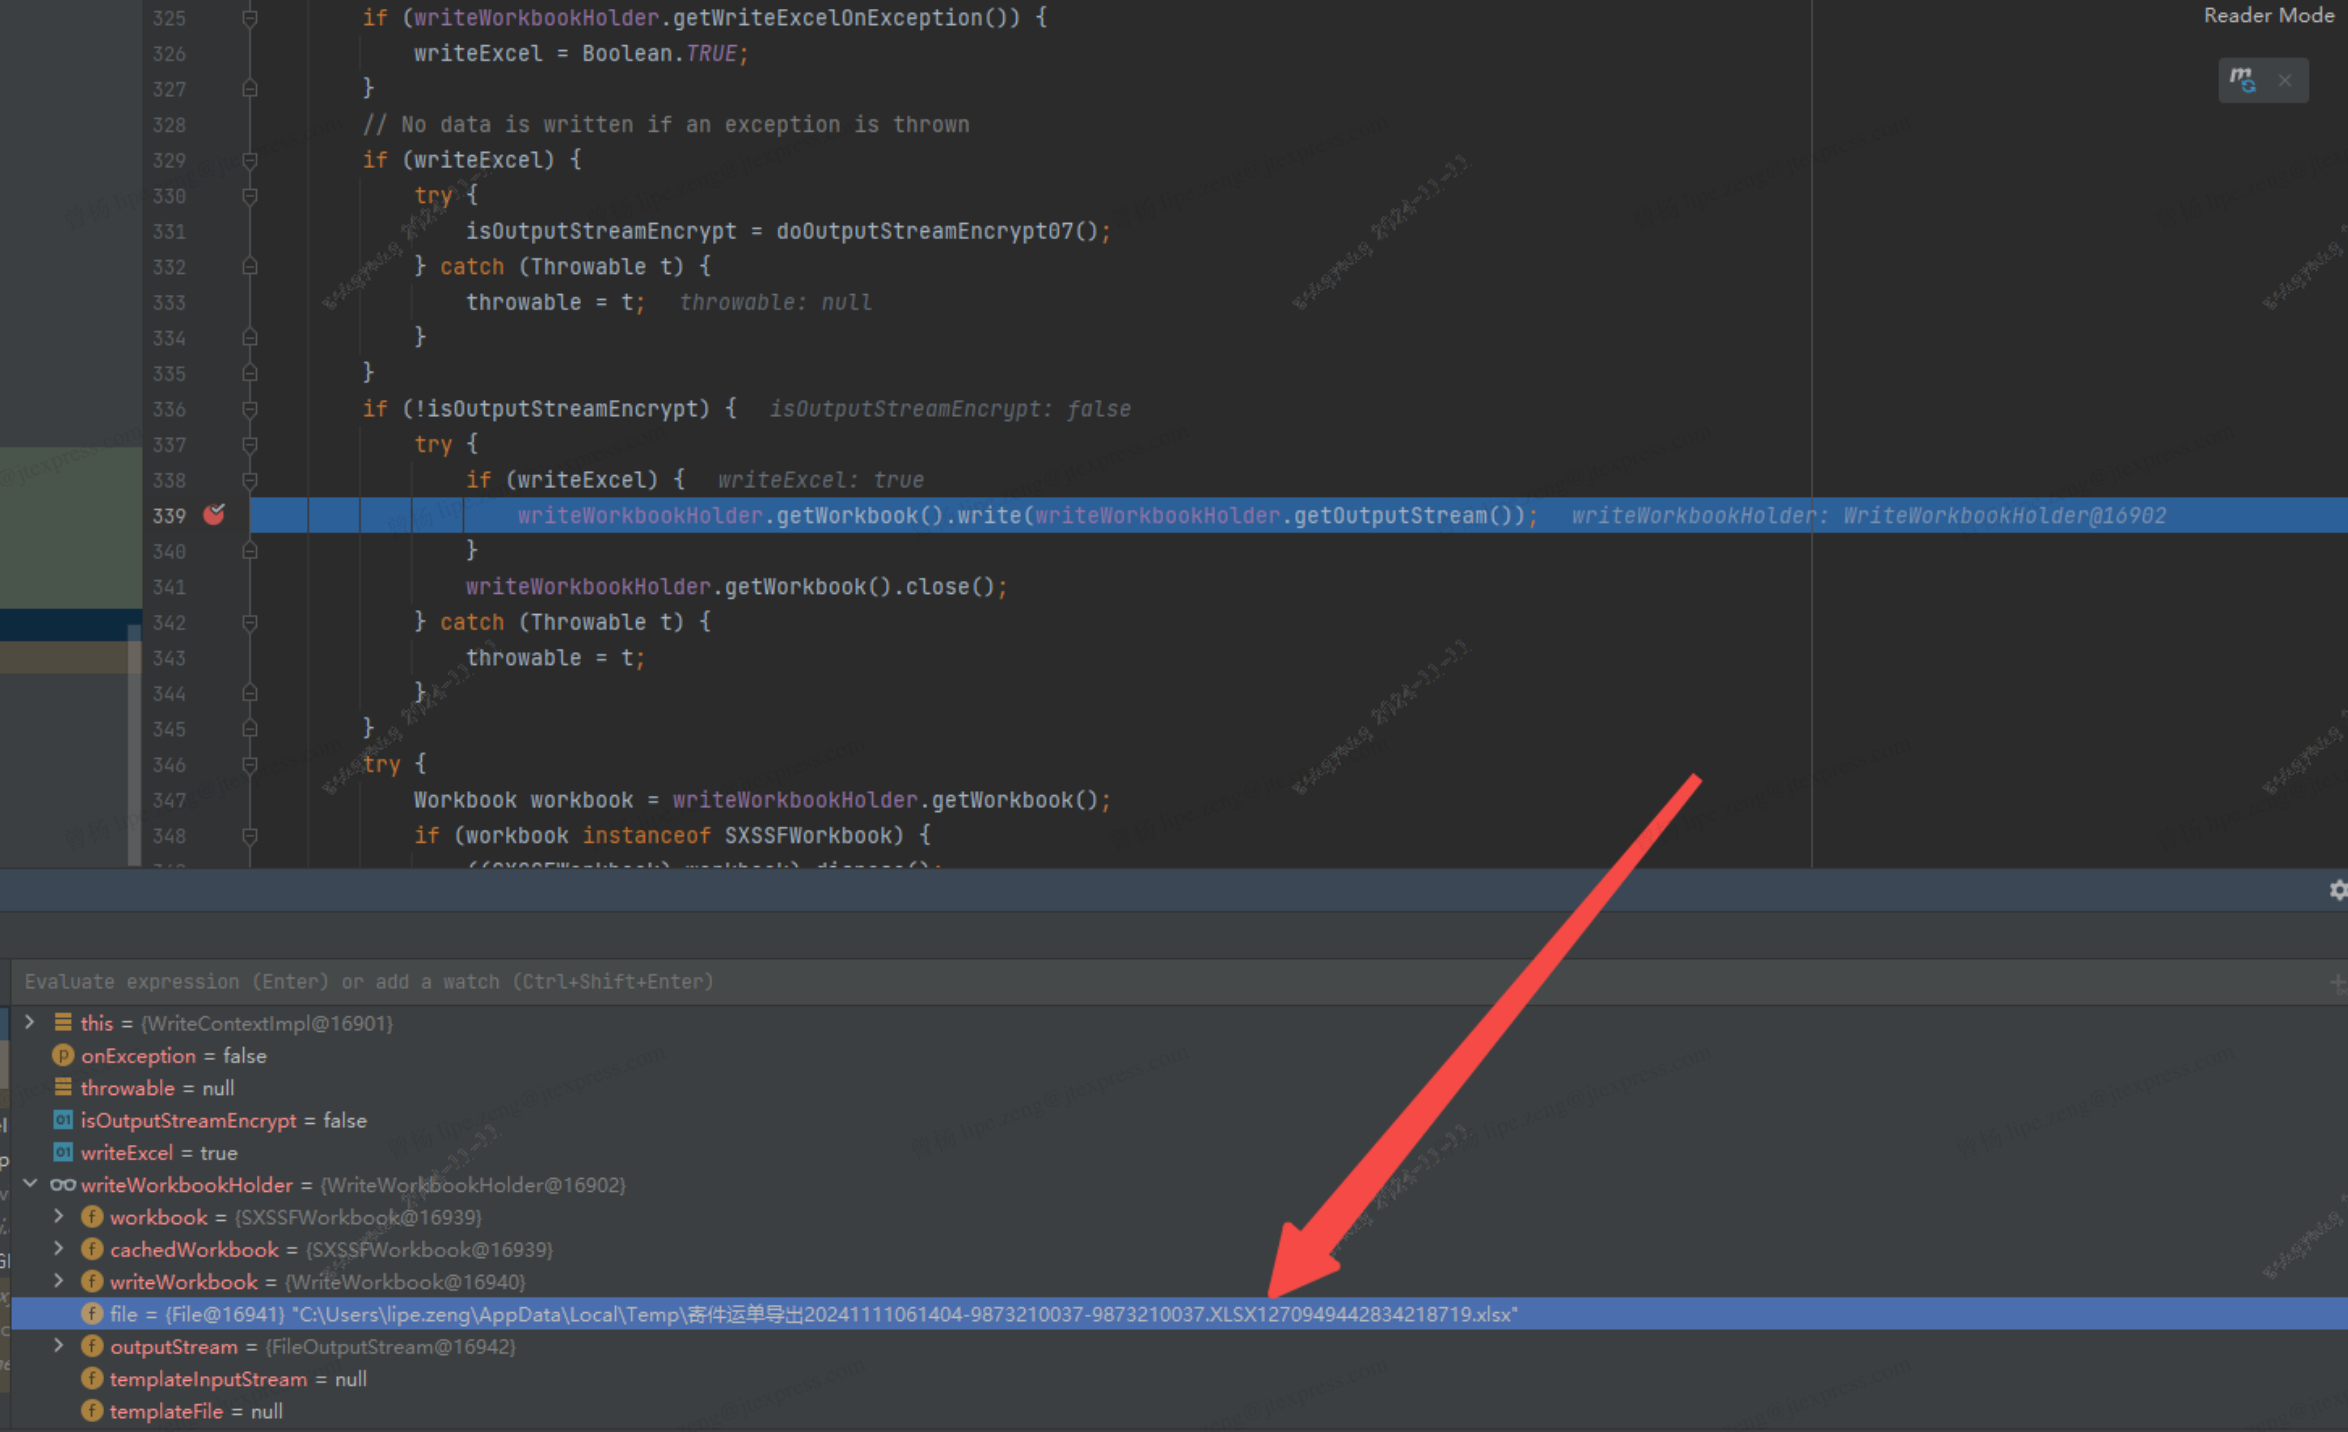 325 if (writeWorkbookHolder.getWriteExcelOnException()) {
Reader Mode
326 writeExcel = Boolean.TRUE;
327 }
328 // No data is written if an exception is thrown
329 if (writeExcel) {
330 try {
331 isOutputStreamEncrypt = doOutputStreamEncrypt07();
332 } catch (Throwable t) {
333 throwable = t; throwable: null
334 }
335 }
336 if (!isOutputStreamEncrypt) { isOutputStreamEncrypt: false
337 try {
338 if (writeExcel) { writeExcel: true
339 writeWorkbookHolder.getWorkbook().write(writeWorkbookHolder.getOutputStream()); writeWorkbookHolder: WriteWorkbookHolder@16902
340 }
341 writeWorkbookHolder.getWorkbook().close();
342 } catch (Throwable t) {
343 throwable = t;
344 }
345 }
346 try {
347 Workbook workbook = writeWorkbookHolder.getWorkbook();
348 if (workbook instanceof SXSSFWorkbook) {
Evaluate expression (Enter) or add a watch (Ctrl+Shift+Enter)
this = {WriteContextImpl@16901}
onException = false
throwable = null
isOutputStreamEncrypt = false
writeExcel = true
writeWorkbookHolder = {WriteWorkbookHolder@16902}
workbook = {SXSSFWorkbook@16939}
cachedWorkbook = {SXSSFWorkbook@16939}
writeWorkbook = {WriteWorkbook@16940}
file = {File@16941} "C:\Users\lipe.zeng\AppData\Local\Temp\寄件运单导出20241111061404-9873210037-9873210037.XLSX1270949442834218719.xlsx"
outputStream = {FileOutputStream@16942}
templateInputStream = null
templateFile = null